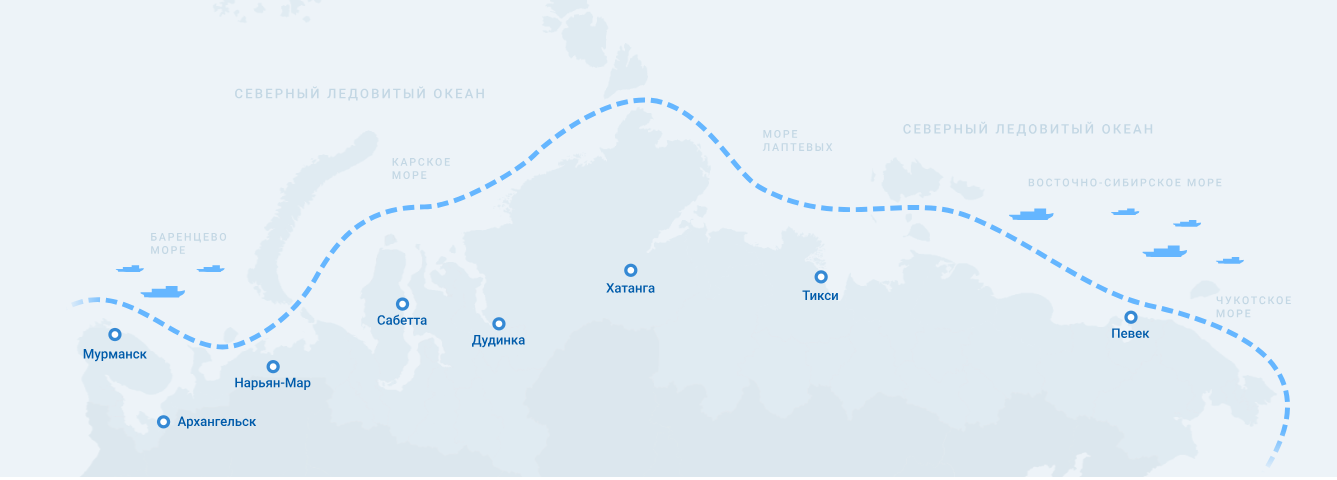 СЕВЕРНЫЙ ЛЕДОВИТЫЙ ОКЕАН
СЕВЕРНЫЙ ЛЕДОВИТЫЙ ОКЕАН
МОРЕ
ЛАПТЕВЫХ
КАРСКОЕ
МОРЕ
ВОСТОЧНО-СИБИРСКОЕ МОРЕ
БАРЕНЦЕВО
МОРЕ
Хатанга
Тикси
ЧУКОТСКОЕ
МОРЕ
Сабетта
Певек
Дудинка
Мурманск
Нарьян-Мар
Архангельск